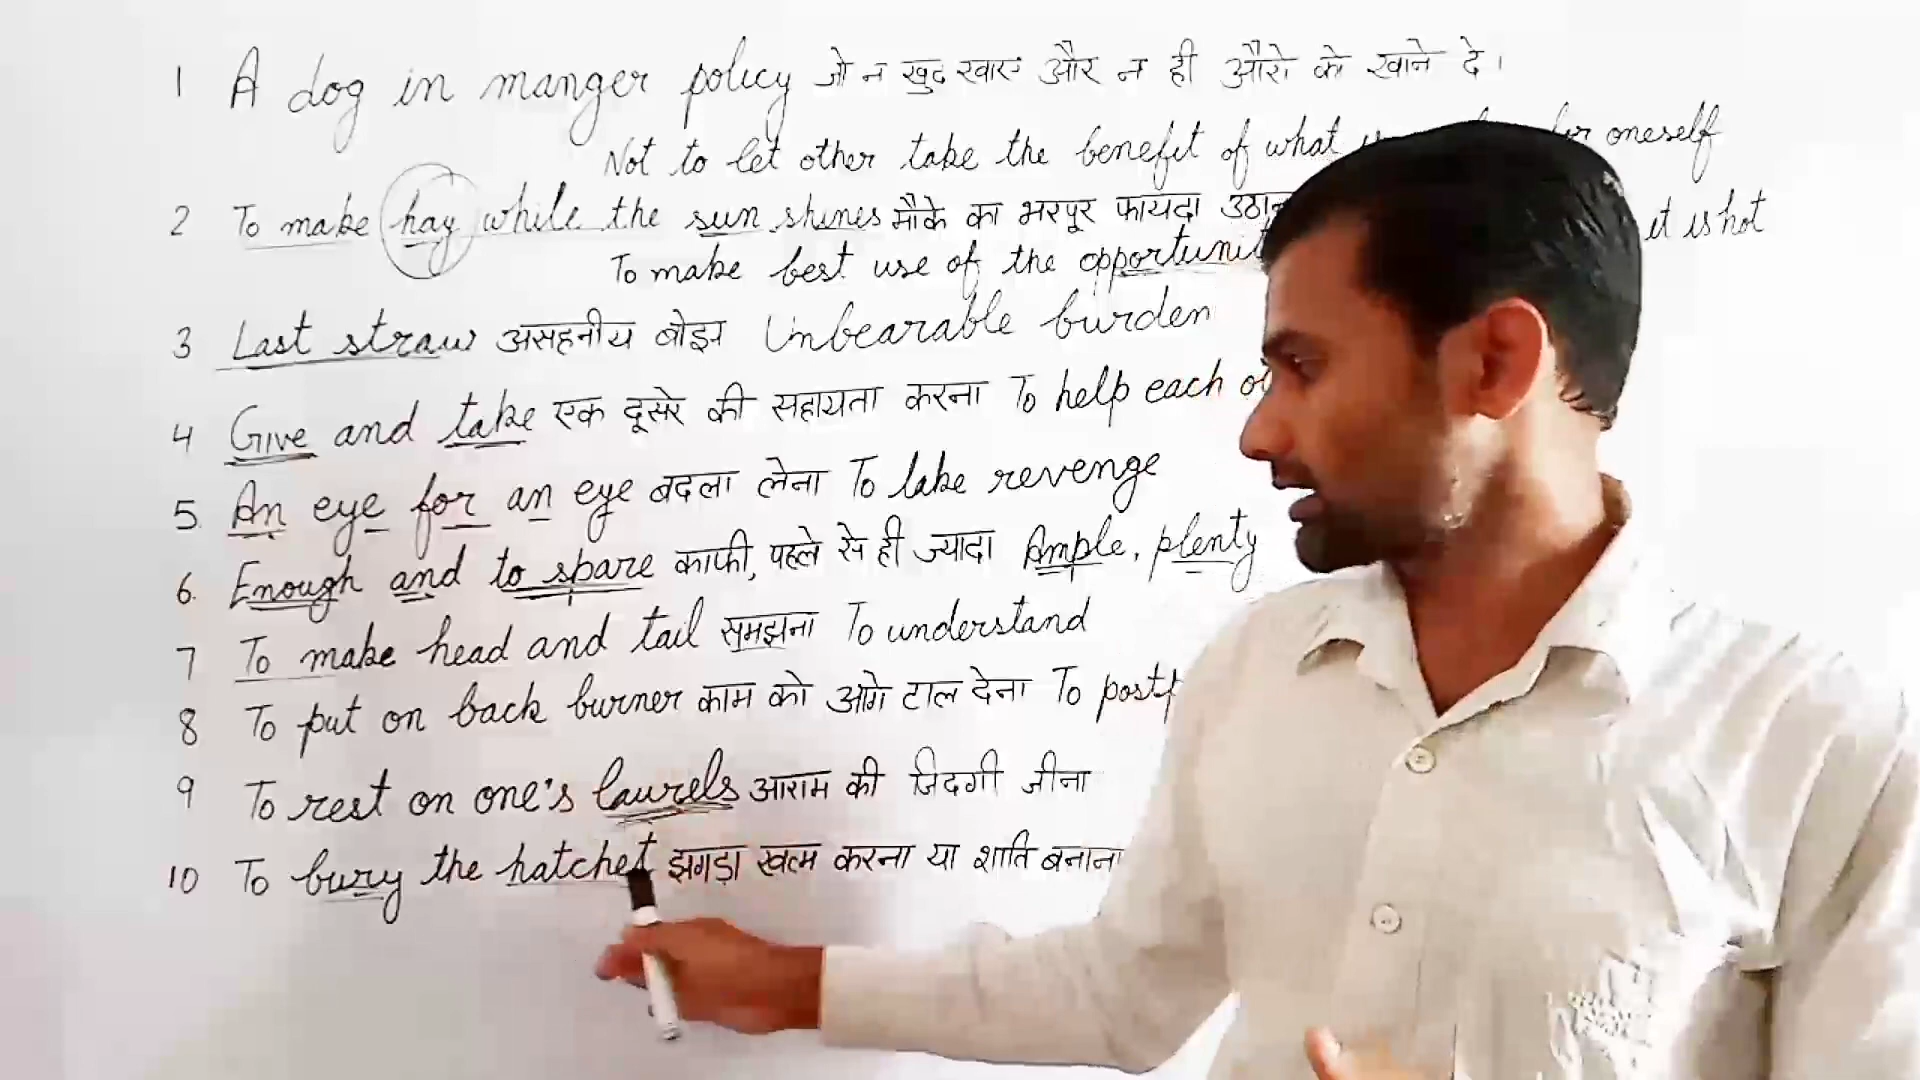 1 A dog in manger policy जो न खुद खाए और न ही औरो को खाने दे।
Not to let other take the benefit of what oneself
2 To make hay while the sun shines मौके का भरपूर फायदा it is hot
To make best use of the
3 Last straw असहनीय बोझ Unbearable burden
4 Give and take एक दूसरे की सहायता करना To help each
5. An eye for an eye बदला लेना To take revenge
6. Enough and to spare काफी, पहले से ही ज्यादा Ample, plenty
7 To make head and tail समझना To understand
8 To put on back burner काम को आगे टाल देना To
9 To rest on one's laurels आराम की जिदगी जीना
10 To bury the hatchet झगड़ा खत्म करना या शाति बनाना